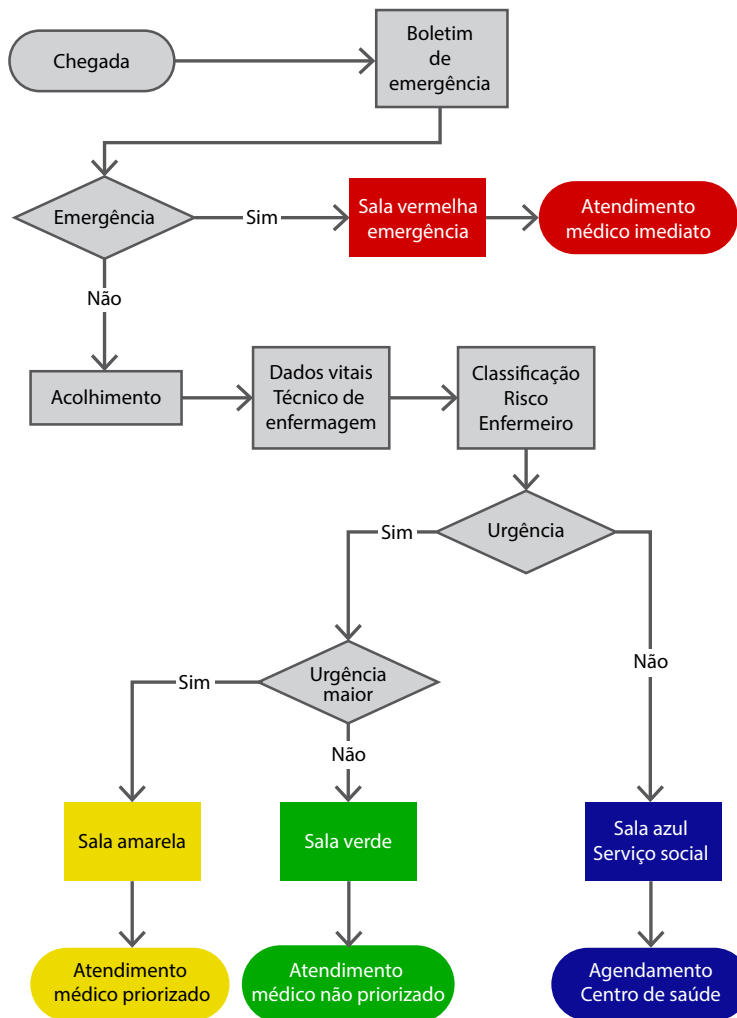 Chegada
Boletim
de
emergência
Emergência
Sim
Sala vermelha
emergência
Atendimento
médico imediato
Não
Acolhimento
Dados vitais
Técnico de
enfermagem
Classificação
Risco
Enfermeiro
Sim
Urgência
Não
Sim
Urgência
maior
Não
Sala amarela
Sala verde
Sala azul
Serviço social
Atendimento
médico priorizado
Atendimento
médico não priorizado
Agendamento
Centro de saúde